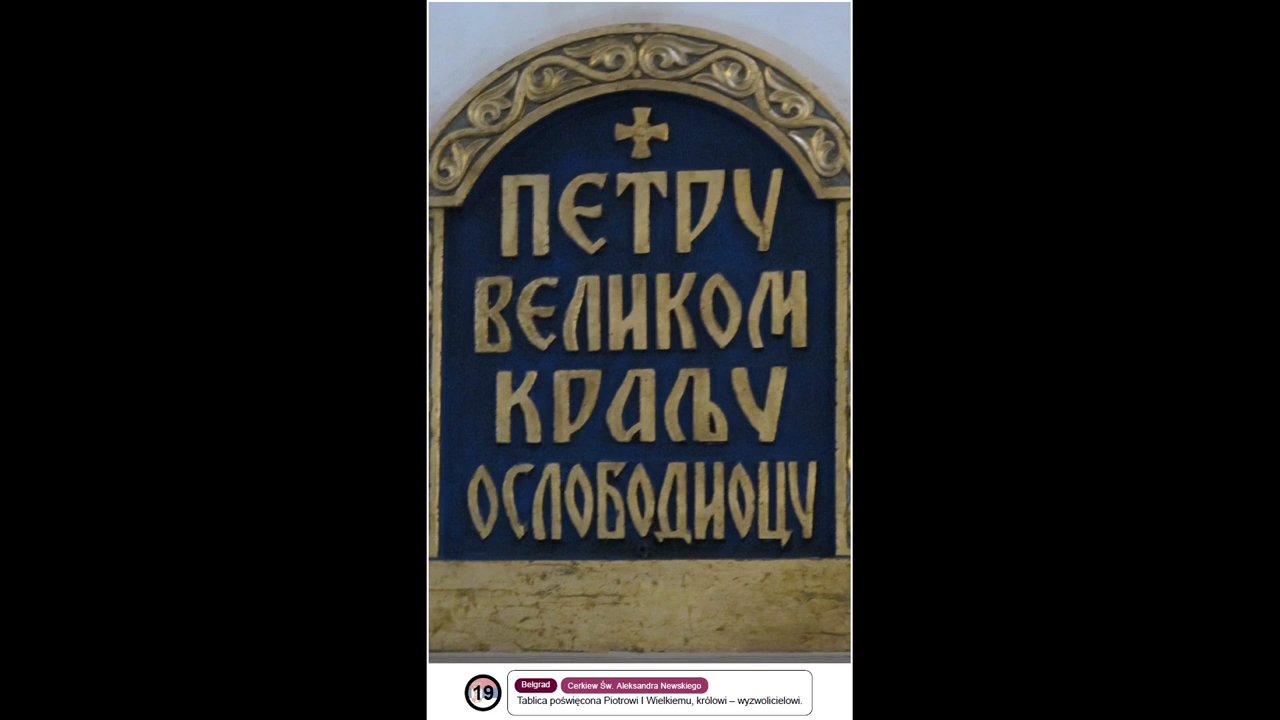 ПЕТРУ
ВЕЛИКОМ
КРАЉУ
ОСЛОБОДИОЦУ
19
Belgrad Cerkiew Św. Aleksandra Newskiego
Tablica poświęcona Piotrowi I Wielkiemu, królowi – wyzwolicielowi.